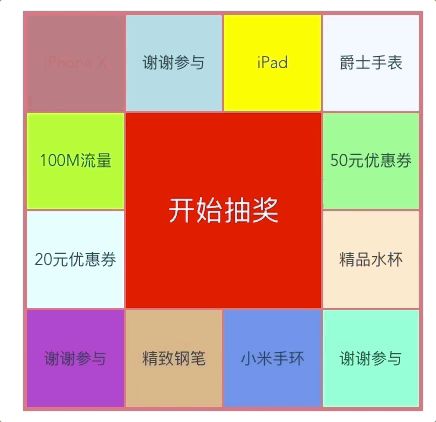 iPhone X
谢谢参与
iPad
爵士手表
100M流量
开始抽奖
50元优惠券
20元优惠券
精品水杯
谢谢参与
精致钢笔
小米手环
谢谢参与